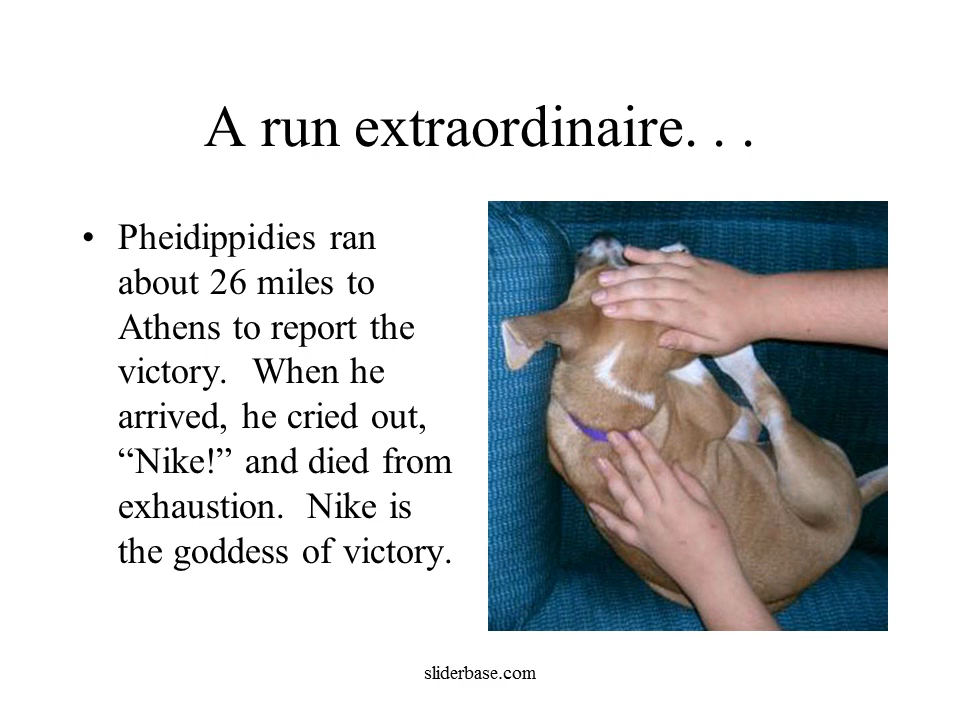 A run extraordinaire. . .
• Pheidippidies ran
about 26 miles to
Athens to report the
victory.  When he
arrived, he cried out,
“Nike!” and died from
exhaustion.  Nike is
the goddess of victory.
sliderbase.com